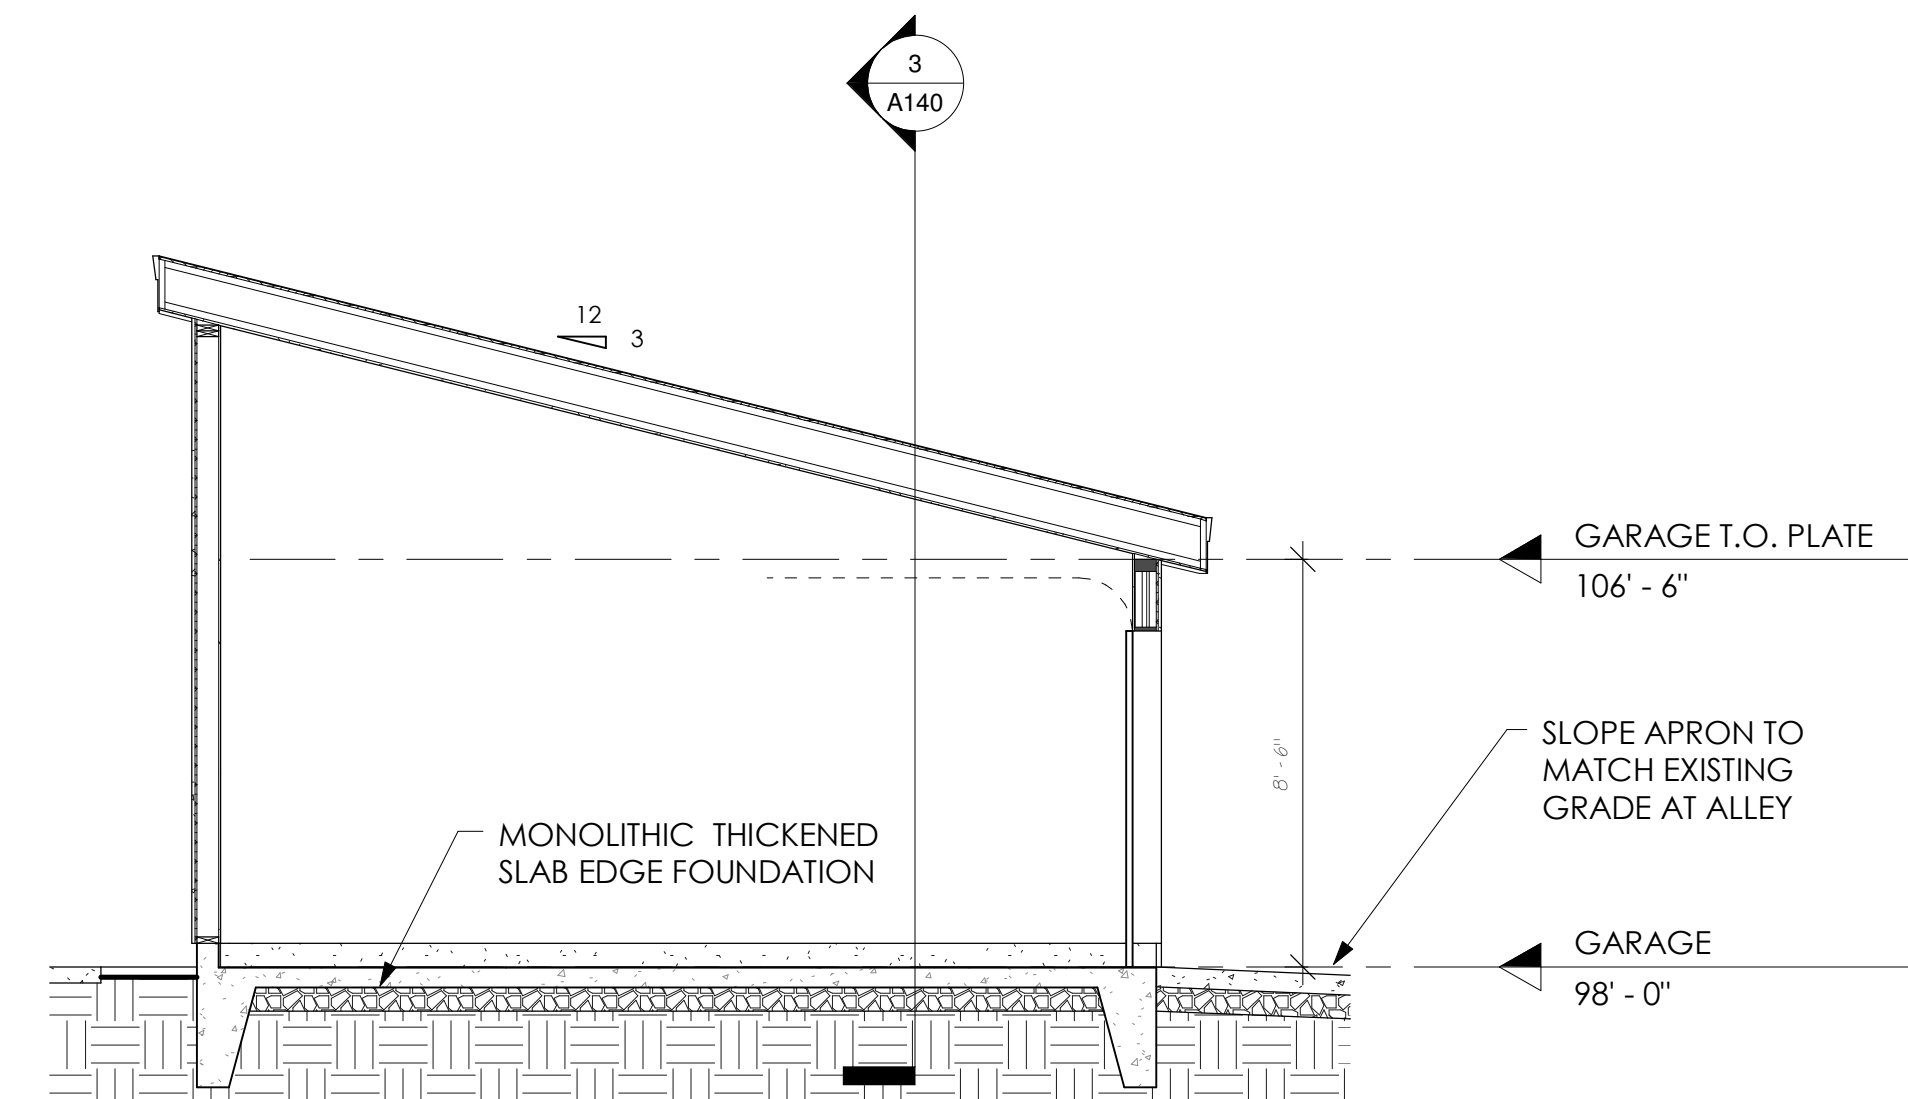 3
A140
12
3
GARAGE T.O. PLATE
106' - 6"
8' - 6"
SLOPE APRON TO
MATCH EXISTING
GRADE AT ALLEY
MONOLITHIC  THICKENED
SLAB EDGE FOUNDATION
GARAGE
98' - 0"